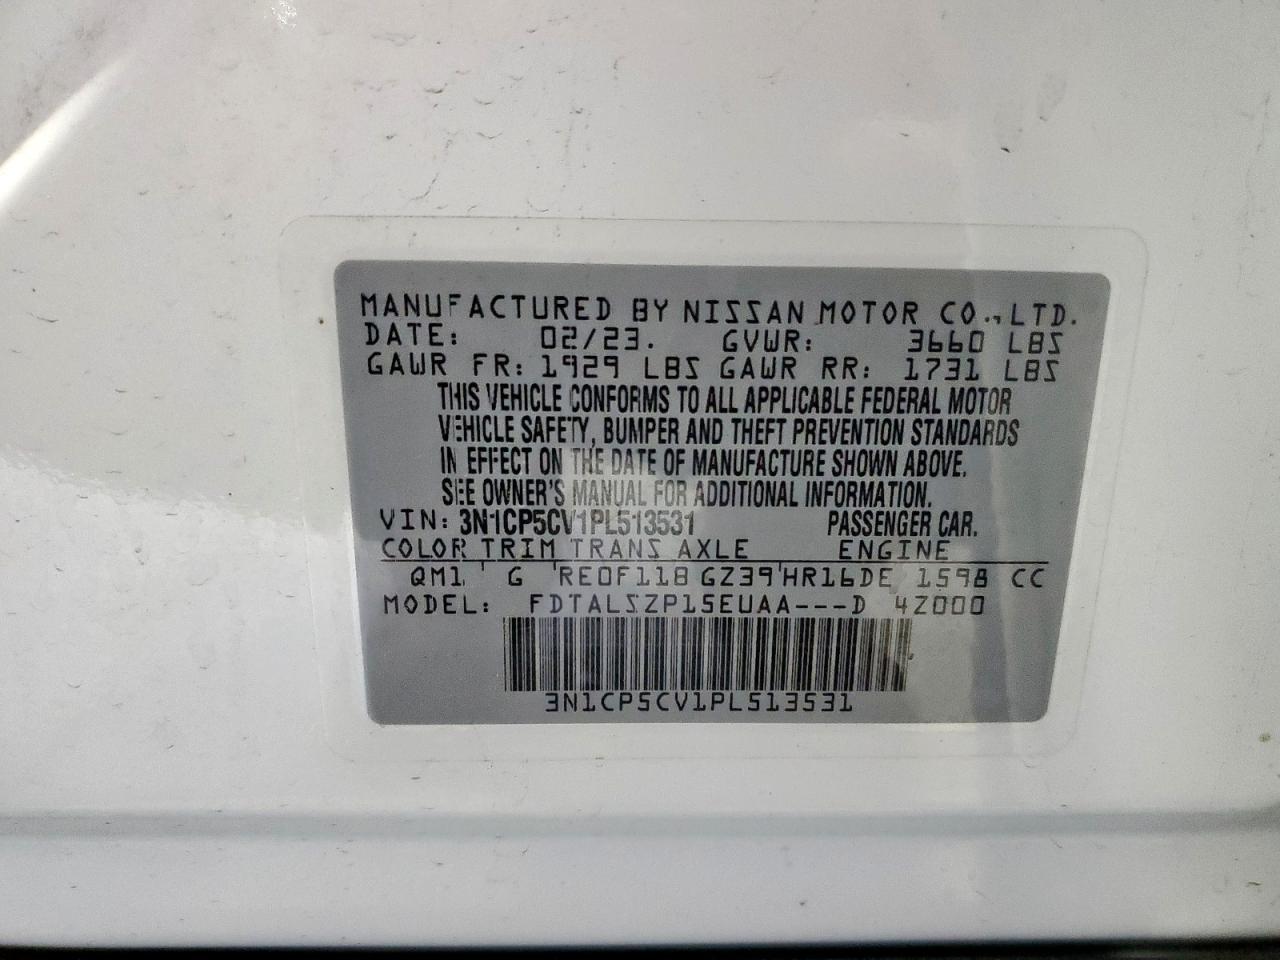 MANUFACTURED BY NISSAN MOTOR CO., LTD.
DATE: 02/23. GVWR: 3660 LBS
GAWR FR: 1929 LBS GAWR RR: 1731 LBS
THIS VEHICLE CONFORMS TO ALL APPLICABLE FEDERAL MOTOR
VEHICLE SAFETY, BUMPER AND THEFT PREVENTION STANDARDS
IN EFFECT ON THE DATE OF MANUFACTURE SHOWN ABOVE.
SEE OWNER'S MANUAL FOR ADDITIONAL INFORMATION.
VIN: 3N1CP5CV1PL513531 PASSENGER CAR.
COLOR TRIM TRANS AXLE ENGINE
QM1 ' G ' RE0F11B GZ39 'HR16DE 1598 CC
MODEL: FDTALSZP15EUAA---D 4Z000
3N1CP5CV1PL513531